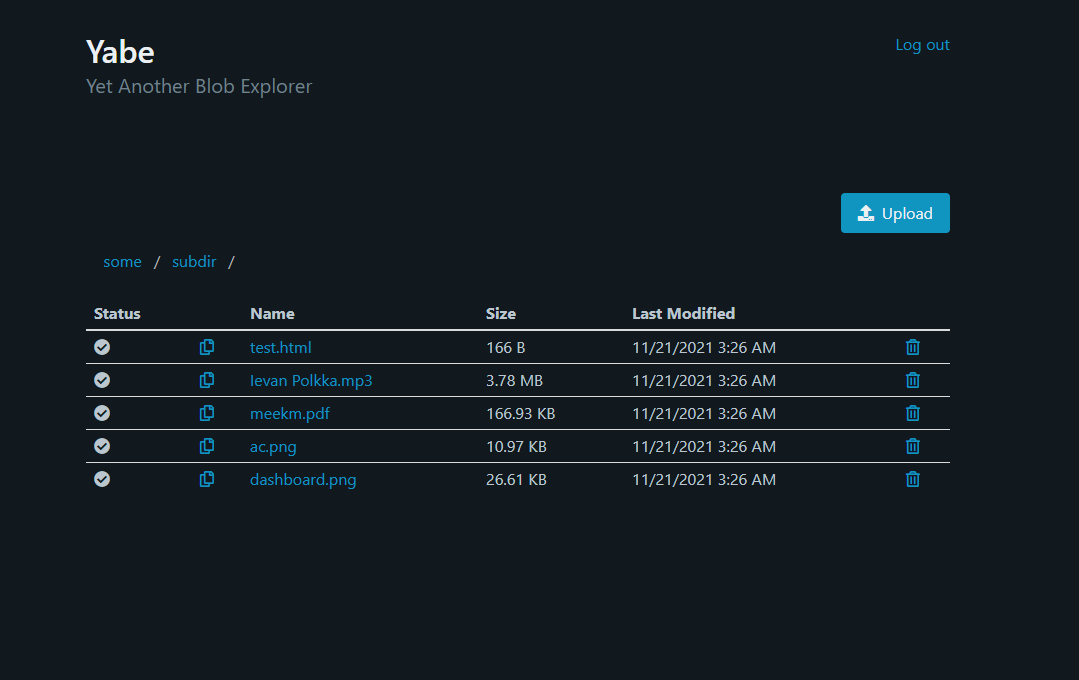 Yabe
Log out
Yet Another Blob Explorer
Upload
some / subdir /
Status Name Size Last Modified
test.html 166 B 11/21/2021 3:26 AM
Ievan Polkka.mp3 3.78 MB 11/21/2021 3:26 AM
meekm.pdf 166.93 KB 11/21/2021 3:26 AM
ac.png 10.97 KB 11/21/2021 3:26 AM
dashboard.png 26.61 KB 11/21/2021 3:26 AM